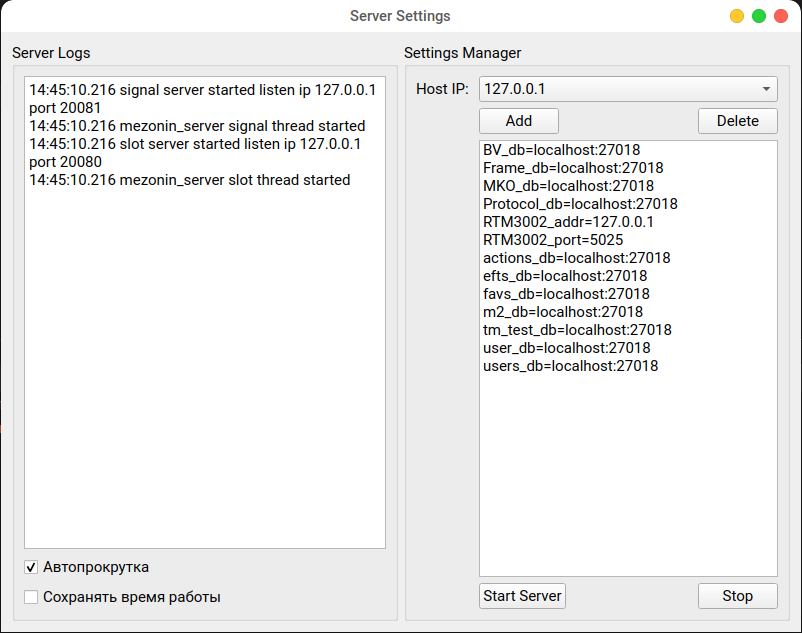 Server Settings
Server Logs
14:45:10.216 signal server started listen ip 127.0.0.1
port 20081
14:45:10.216 mezonin_server signal thread started
14:45:10.216 slot server started listen ip 127.0.0.1
port 20080
14:45:10.216 mezonin_server slot thread started
Автопрокрутка
Сохранять время работы
Settings Manager
Host IP: 127.0.0.1
Add Delete
BV_db=localhost:27018
Frame_db=localhost:27018
MKO_db=localhost:27018
Protocol_db=localhost:27018
RTM3002_addr=127.0.0.1
RTM3002_port=5025
actions_db=localhost:27018
efts_db=localhost:27018
favs_db=localhost:27018
m2_db=localhost:27018
tm_test_db=localhost:27018
user_db=localhost:27018
users_db=localhost:27018
Start Server Stop